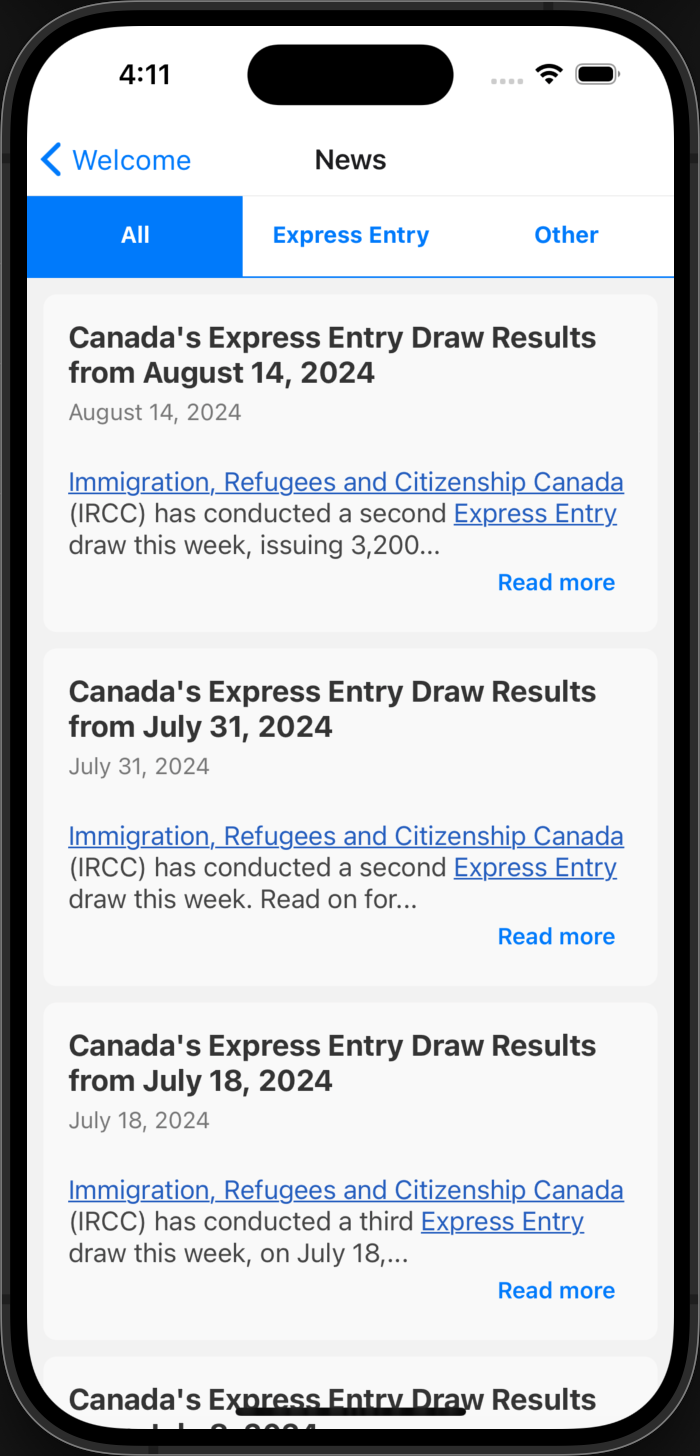 4:11
Welcome
News
All
Express Entry
Other
Canada's Express Entry Draw Results
from August 14, 2024
August 14, 2024
Immigration, Refugees and Citizenship Canada
(IRCC) has conducted a second Express Entry
draw this week, issuing 3,200...
Read more
Canada's Express Entry Draw Results
from July 31, 2024
July 31, 2024
Immigration, Refugees and Citizenship Canada
(IRCC) has conducted a second Express Entry
draw this week. Read on for...
Read more
Canada's Express Entry Draw Results
from July 18, 2024
July 18, 2024
Immigration, Refugees and Citizenship Canada
(IRCC) has conducted a third Express Entry
draw this week, on July 18,...
Read more
Canada's Express Entry Draw Results